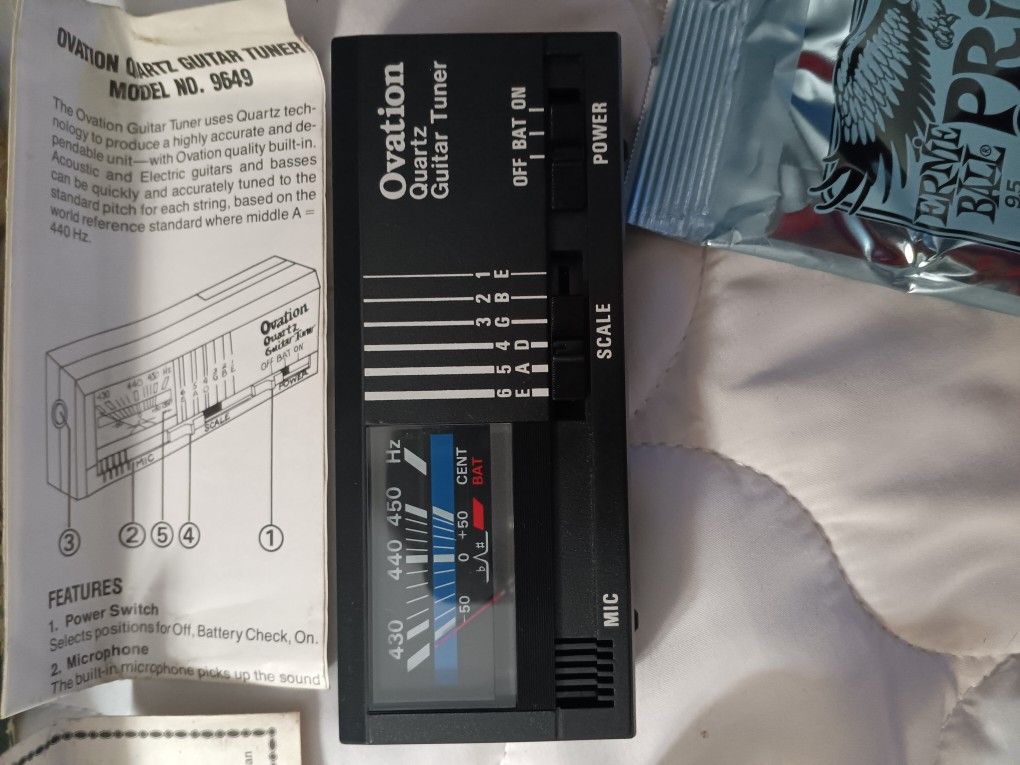 OVATION QUARTZ GUITAR TUNER
MODEL NO. 9649
The Ovation Guitar Tuner uses Quartz tech-
nology to produce a highly accurate and de-
pendable unit—with Ovation quality built-in.
Acoustic and Electric guitars and basses
can be quickly and accurately tuned to the
standard pitch for each string, based on the
world reference standard where middle A =
440 Hz.
Ovation
Quartz
Guitar Tuner
OFF BAT ON
POWER
SCALE
MIC
430 440 450 Hz
③ ② ⑤ ④ ①
FEATURES
1. Power Switch
Selects positions for Off, Battery Check, On.
2. Microphone
The built-in microphone picks up the sound
Ovation
Quartz
Guitar Tuner
OFF BAT ON
POWER
6 5 4 3 2 1
E A D G B E
SCALE
430 440 450 Hz
-50 0 +50 CENT
♭ ♯ BAT
MIC
ERNIE
BALL®
95